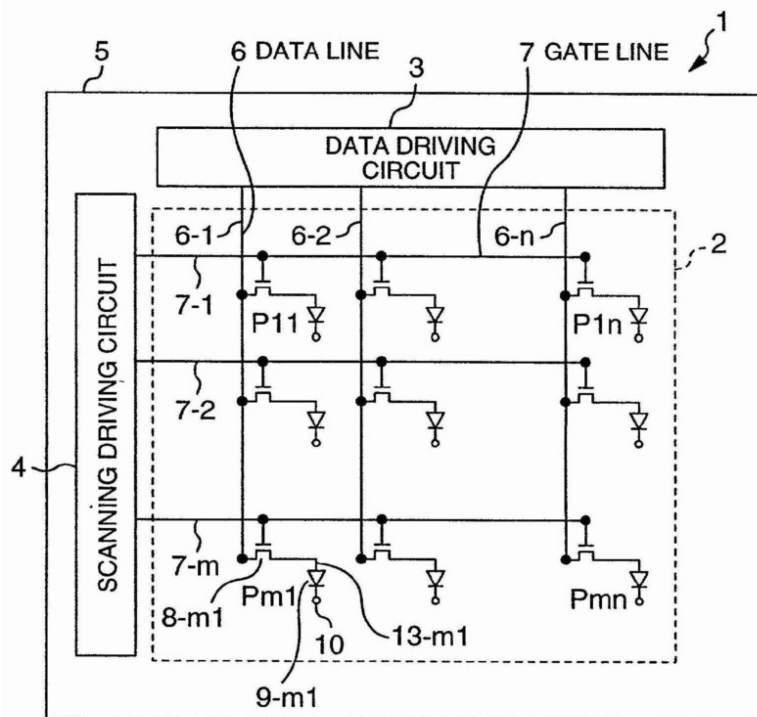 1
5
6 DATA LINE
7 GATE LINE
3
DATA DRIVING
CIRCUIT
6-1
6-2
6-n
2
7-1
P11
P1n
SCANNING DRIVING CIRCUIT
7-2
4
7-m
8-m1
Pm1
10
13-m1
Pmn
9-m1